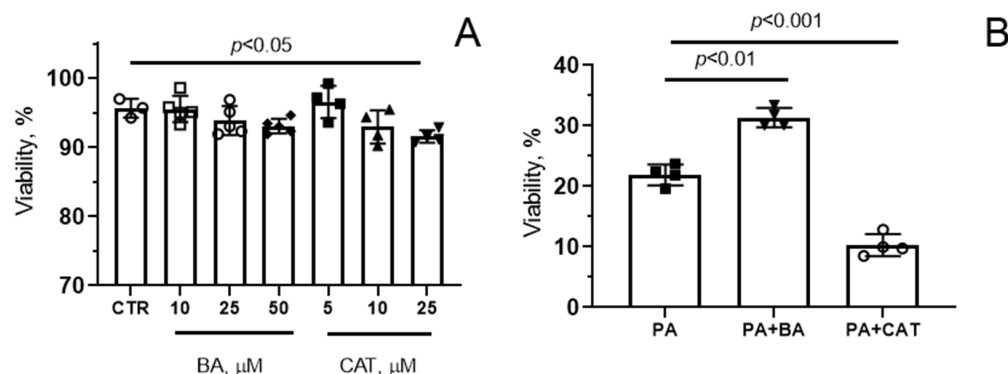 A
p<0.05
Viability, %
100
90
80
70
CTR 10 25 50 5 10 25
BA, μM CAT, μM
B
p<0.001
p<0.01
Viability, %
40
30
20
10
0
PA PA+BA PA+CAT